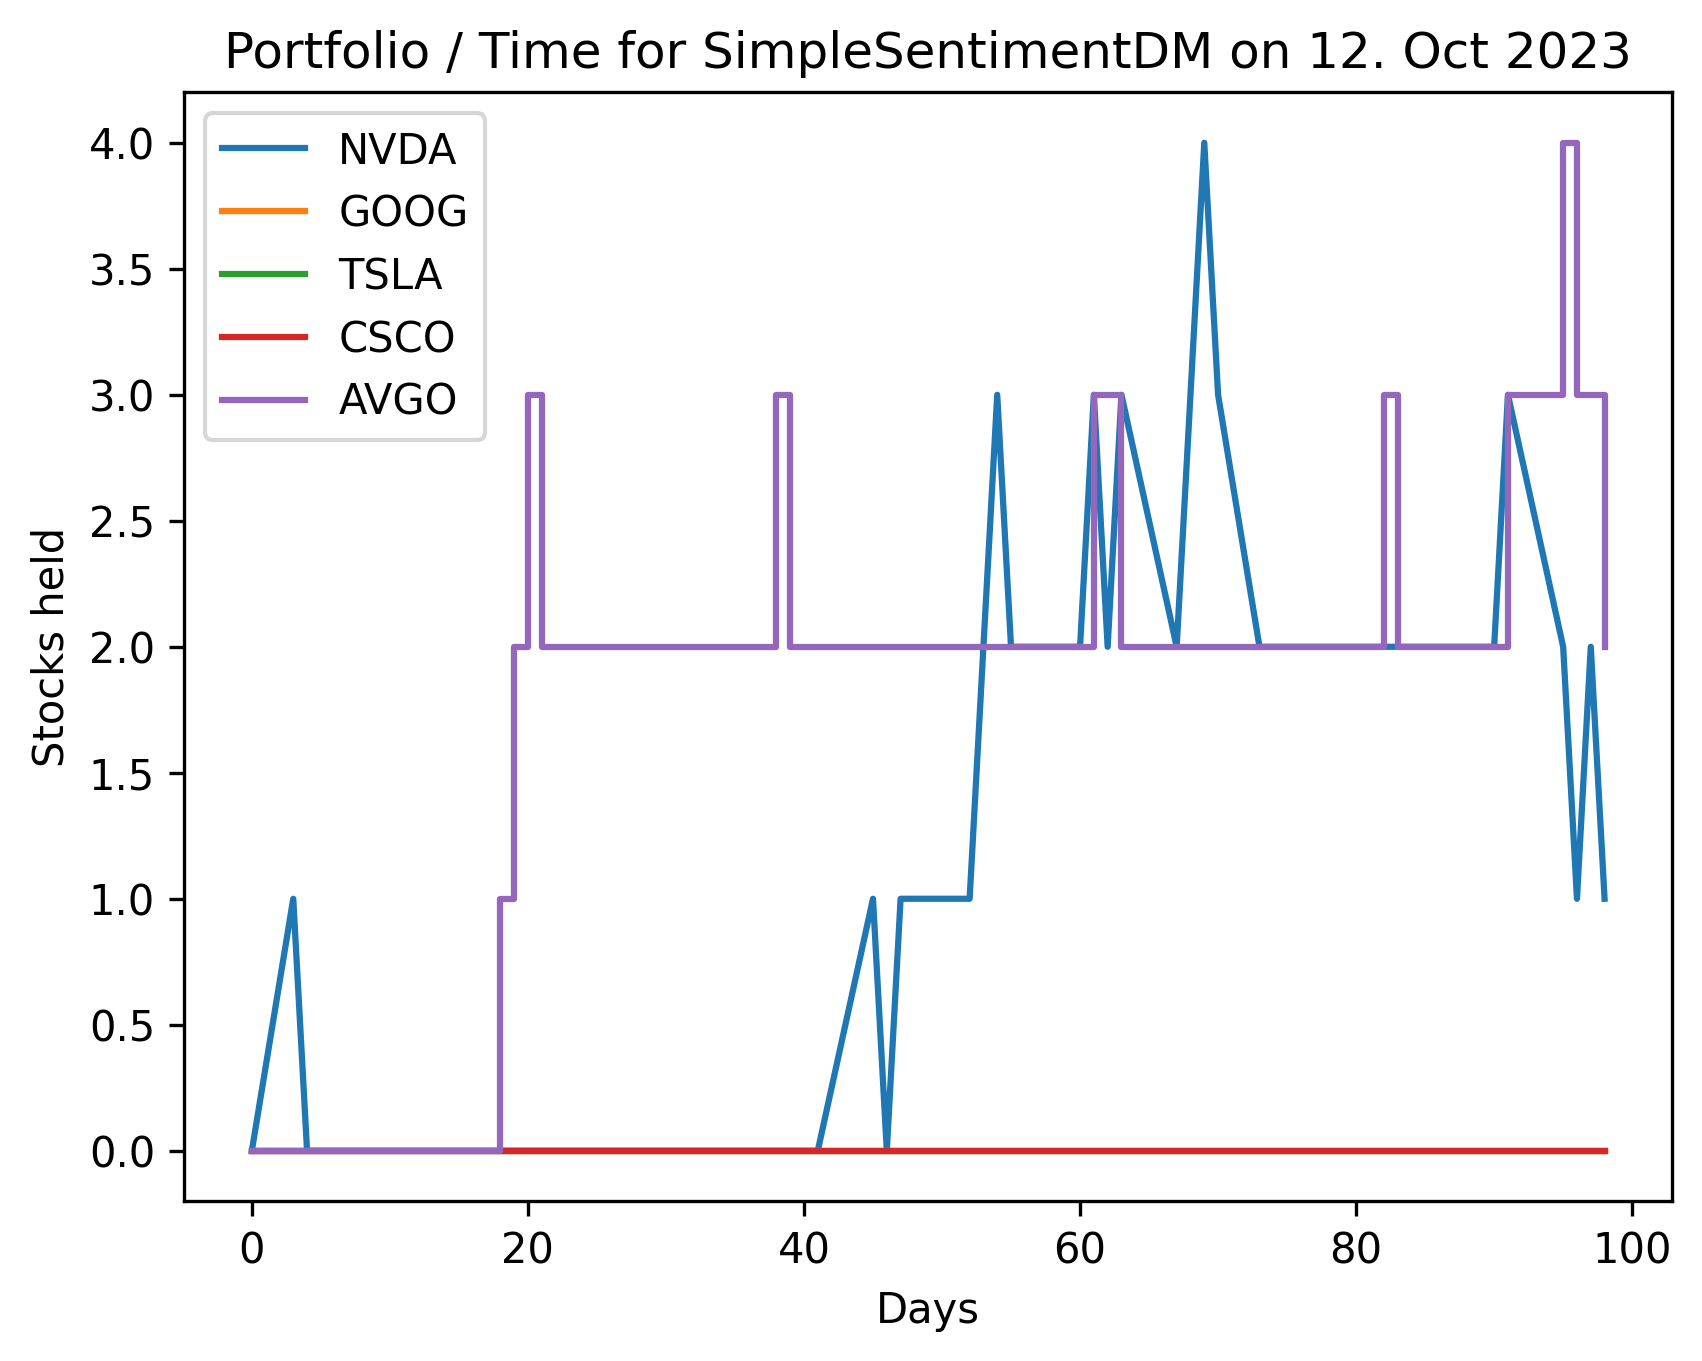 Portfolio / Time for SimpleSentimentDM on 12. Oct 2023
NVDA
GOOG
TSLA
CSCO
AVGO
4.0
3.5
3.0
2.5
2.0
1.5
1.0
0.5
0.0
Stocks held
0 20 40 60 80 100
Days